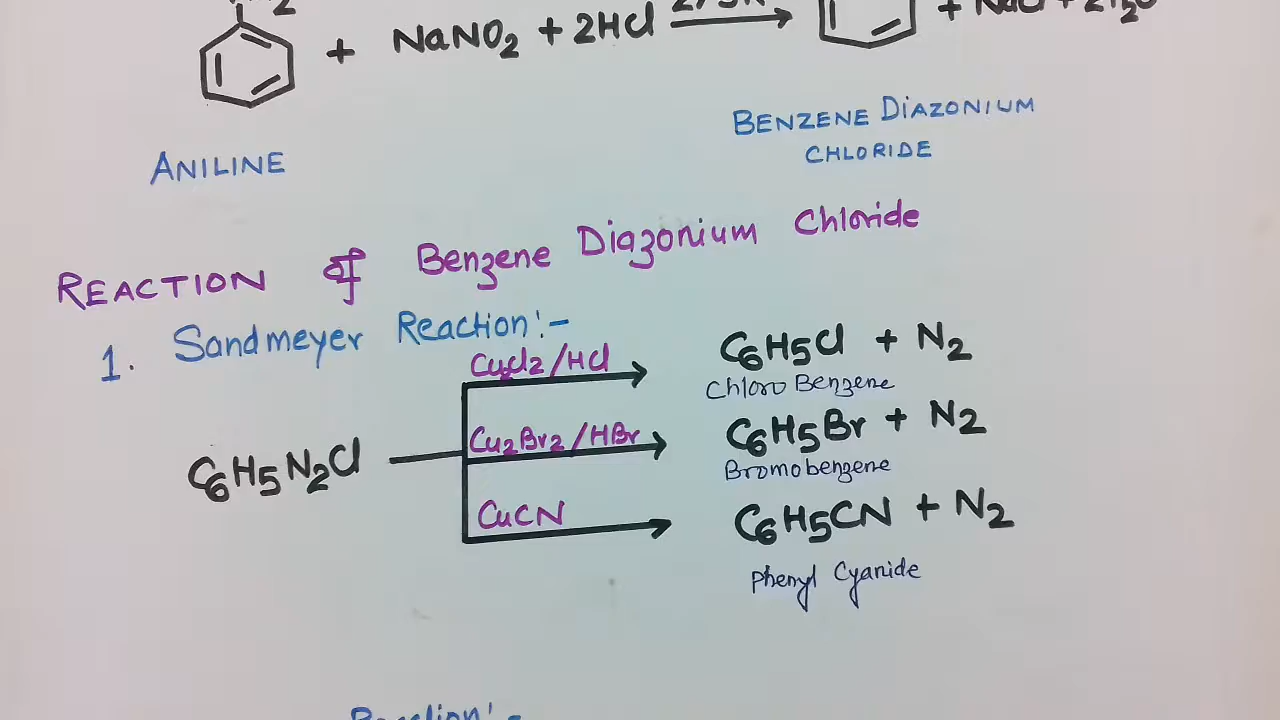 + NaNO2 + 2HCl
ANILINE
BENZENE DIAZONIUM
CHLORIDE
REACTION of Benzene Diazonium Chloride
1. Sandmeyer Reaction:-
Cu2Cl2/HCl
C6H5Cl + N2
Chloro Benzene
C6H5N2Cl
Cu2Br2/HBr
C6H5Br + N2
Bromobenzene
CuCN
C6H5CN + N2
Phenyl Cyanide
Reaction:-